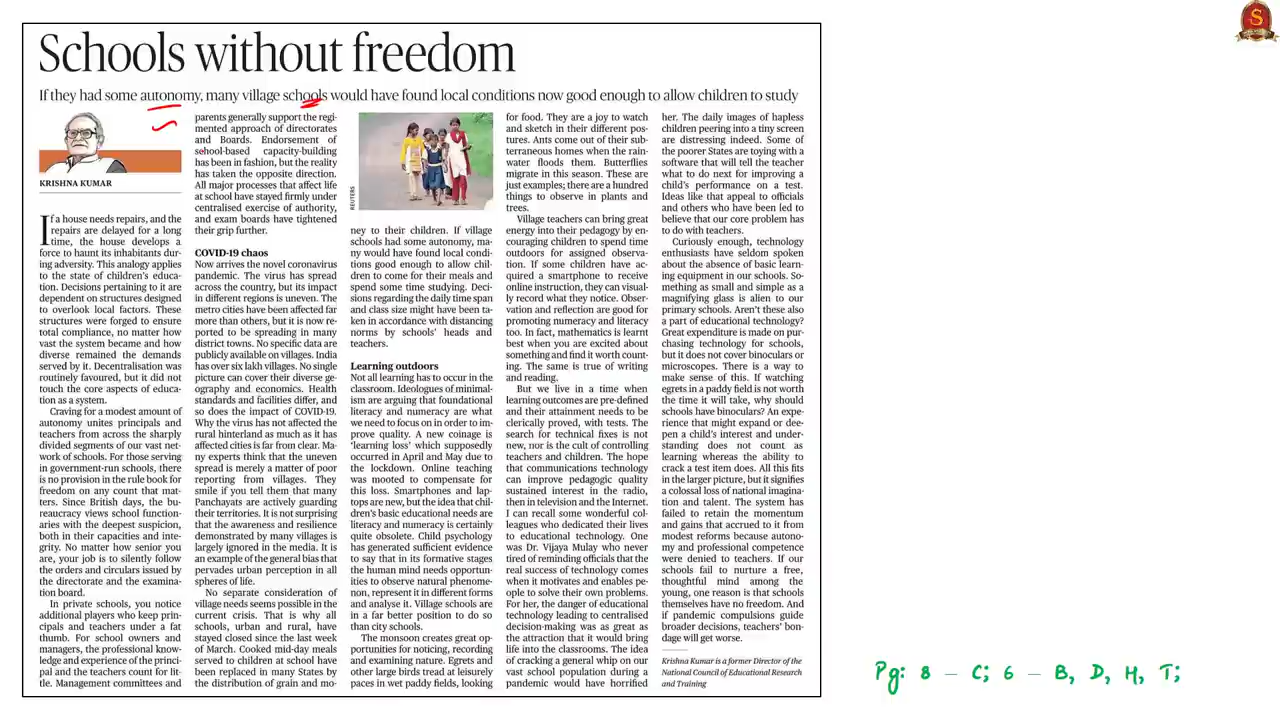 Schools without freedom
If they had some autonomy, many village schools would have found local conditions now good enough to allow children to study
KRISHNA KUMAR
If a house needs repairs, and the
repairs are delayed for a long
time, the house develops a
force to haunt its inhabitants dur-
ing adversity. This analogy applies
to the state of children's educa-
tion. Decisions pertaining to it are
dependent on structures designed
to overlook local factors. These
structures were forged to ensure
total compliance, no matter how
vast the system became and how
diverse remained the demands
served by it. Decentralisation was
routinely favoured, but it did not
touch the core aspects of educa-
tion as a system.
Craving for a modest amount of
autonomy unites principals and
teachers from across the sharply
divided segments of our vast net-
work of schools. For those serving
in government-run schools, there
is no provision in the rule book for
freedom on any count that mat-
ters. Since British days, the bu-
reaucracy views school function-
aries with the deepest suspicion,
both in their capacities and inte-
grity. No matter how senior you
are, your job is to silently follow
the orders and circulars issued by
the directorate and the examina-
tion board.
In private schools, you notice
additional players who keep prin-
cipals and teachers under a fat
thumb. For school owners and
managers, the professional know-
ledge and experience of the princi-
pal and the teachers count for lit-
tle. Management committees and
parents generally support the regi-
mented approach of directorates
and Boards. Endorsement of
school-based capacity-building
has been in fashion, but the reality
has taken the opposite direction.
All major processes that affect life
at school have stayed firmly under
centralised exercise of authority,
and exam boards have tightened
their grip further.
COVID-19 chaos
Now arrives the novel coronavirus
pandemic. The virus has spread
across the country, but its impact
in different regions is uneven. The
metro cities have been affected far
more than others, but it is now re-
ported to be spreading in many
district towns. No specific data are
publicly available on villages. India
has over six lakh villages. No single
picture can cover their diverse ge-
ography and economics. Health
standards and facilities differ, and
so does the impact of COVID-19.
Why the virus has not affected the
rural hinterland as much as it has
affected cities is far from clear. Ma-
ny experts think that the uneven
spread is merely a matter of poor
reporting from villages. They
smile if you tell them that many
Panchayats are actively guarding
their territories. It is not surprising
that the awareness and resilience
demonstrated by many villages is
largely ignored in the media. It is
an example of the general bias that
pervades urban perception in all
spheres of life.
No separate consideration of
village needs seems possible in the
current crisis. That is why all
schools, urban and rural, have
stayed closed since the last week
of March. Cooked mid-day meals
served to children at school have
been replaced in many States by
the distribution of grain and mo-
REUTERS
ney to their children. If village
schools had some autonomy, ma-
ny would have found local condi-
tions good enough to allow chil-
dren to come for their meals and
spend some time studying. Deci-
sions regarding the daily time span
and class size might have been ta-
ken in accordance with distancing
norms by schools' heads and
teachers.
Learning outdoors
Not all learning has to occur in the
classroom. Ideologues of minimal-
ism are arguing that foundational
literacy and numeracy are what
we need to focus on in order to im-
prove quality. A new coinage is
'learning loss' which supposedly
occurred in April and May due to
the lockdown. Online teaching
was mooted to compensate for
this loss. Smartphones and lap-
tops are new, but the idea that chil-
dren's basic educational needs are
literacy and numeracy is certainly
quite obsolete. Child psychology
has generated sufficient evidence
to say that in its formative stages
the human mind needs opportun-
ities to observe natural phenome-
non, represent it in different forms
and analyse it. Village schools are
in a far better position to do so
than city schools.
The monsoon creates great op-
portunities for noticing, recording
and examining nature. Egrets and
other large birds tread at leisurely
paces in wet paddy fields, looking
for food. They are a joy to watch
and sketch in their different pos-
tures. Ants come out of their sub-
terraneous homes when the rain-
water floods them. Butterflies
migrate in this season. These are
just examples; there are a hundred
things to observe in plants and
trees.
Village teachers can bring great
energy into their pedagogy by en-
couraging children to spend time
outdoors for assigned observa-
tion. If some children have ac-
quired a smartphone to receive
online instruction, they can visual-
ly record what they notice. Obser-
vation and reflection are good for
promoting numeracy and literacy
too. In fact, mathematics is learnt
best when you are excited about
something and find it worth count-
ing. The same is true of writing
and reading.
But we live in a time when
learning outcomes are pre-defined
and their attainment needs to be
clerically proved, with tests. The
search for technical fixes is not
new, nor is the cult of controlling
teachers and children. The hope
that communications technology
can improve pedagogic quality
sustained interest in the radio,
then in television and the Internet.
I can recall some wonderful col-
leagues who dedicated their lives
to educational technology. One
was Dr. Vijaya Mulay who never
tired of reminding officials that the
real success of technology comes
when it motivates and enables peo-
ple to solve their own problems.
For her, the danger of educational
technology leading to centralised
decision-making was as great as
the attraction that it would bring
life into the classrooms. The idea
of cracking a general whip on our
vast school population during a
pandemic would have horrified
her. The daily images of hapless
children peering into a tiny screen
are distressing indeed. Some of
the poorer States are toying with a
software that will tell the teacher
what to do next for improving a
child's performance on a test.
Ideas like that appeal to officials
and others who have been led to
believe that our core problem has
to do with teachers.
Curiously enough, technology
enthusiasts have seldom spoken
about the absence of basic learn-
ing equipment in our schools. So-
mething as small and simple as a
magnifying glass is alien to our
primary schools. Aren't these also
a part of educational technology?
Great expenditure is made on pur-
chasing technology for schools,
but it does not cover binoculars or
microscopes. There is a way to
make sense of this. If watching
egrets in a paddy field is not worth
the time it will take, why should
schools have binoculars? An expe-
rience that might expand or dee-
pen a child's interest and under-
standing does not count as
learning whereas the ability to
crack a test item does. All this fits
in the larger picture, but it signifies
a colossal loss of national imagina-
tion and talent. The system has
failed to retain the momentum
and gains that accrued to it from
modest reforms because autono-
my and professional competence
were denied to teachers. If our
schools fail to nurture a free,
thoughtful mind among the
young, one reason is that schools
themselves have no freedom. And
if pandemic compulsions guide
broader decisions, teachers' bon-
dage will get worse.
Krishna Kumar is a former Director of the
National Council of Educational Research
and Training
S
Pg: 8 – C; 6 – B, D, H, T;